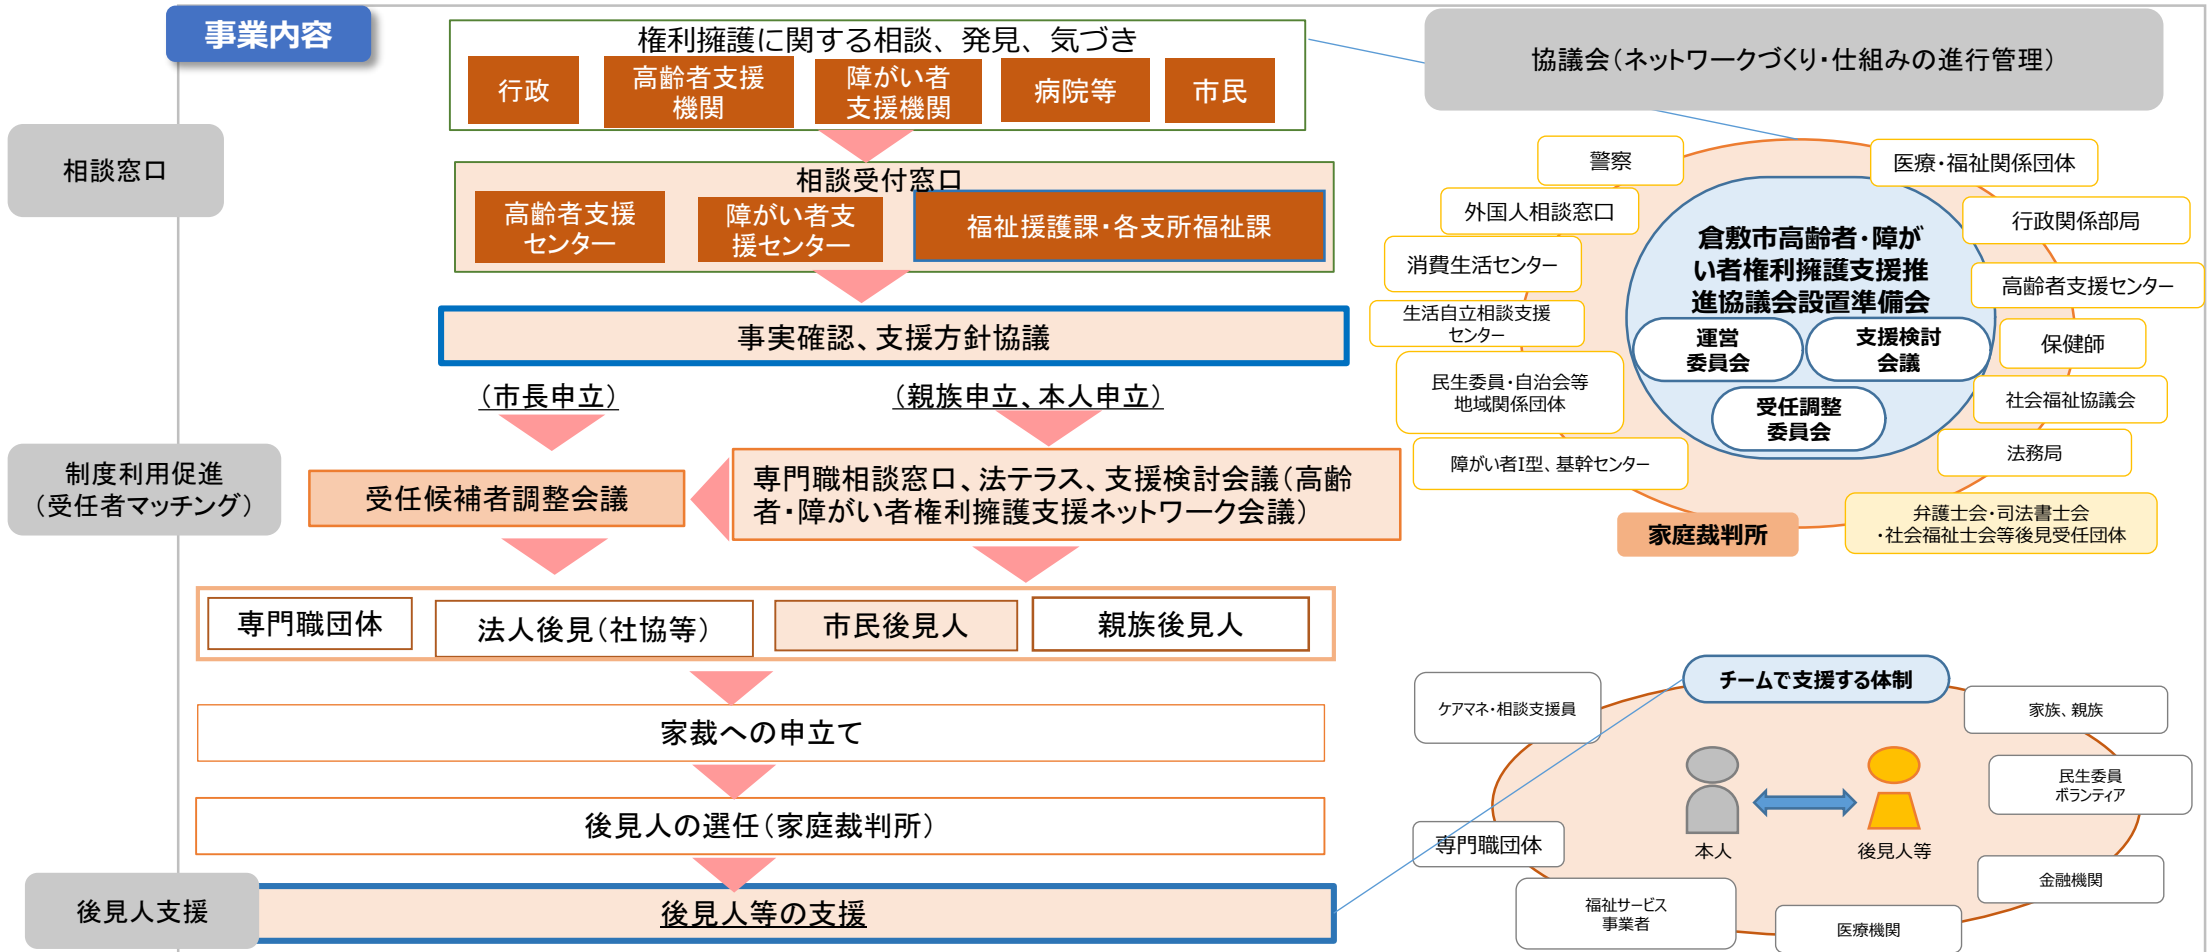 事業内容
権利擁護に関する相談、発見、気づき
行政
高齢者支援
機関
障がい者
支援機関
病院等
市民
協議会（ネットワークづくり・仕組みの進行管理）
相談窓口
相談受付窓口
高齢者支援
センター
障がい者支
援センター
福祉援護課・各支所福祉課
事実確認、支援方針協議
（市長申立）
（親族申立、本人申立）
制度利用促進
（受任者マッチング）
受任候補者調整会議
専門職相談窓口、法テラス、支援検討会議（高齢
者・障がい者権利擁護支援ネットワーク会議）
専門職団体
法人後見（社協等）
市民後見人
親族後見人
家裁への申立て
後見人の選任（家庭裁判所）
後見人支援
後見人等の支援
警察
医療・福祉関係団体
外国人相談窓口
行政関係部局
消費生活センター
高齢者支援センター
生活自立相談支援
センター
保健師
民生委員・自治会等
地域関係団体
社会福祉協議会
障がい者Ⅰ型、基幹センター
法務局
倉敷市高齢者・障が
い者権利擁護支援推
進協議会設置準備会
運営
委員会
支援検討
会議
受任調整
委員会
家庭裁判所
弁護士会・司法書士会
・社会福祉士会等後見受任団体
チームで支援する体制
ケアマネ・相談支援員
家族、親族
民生委員
ボランティア
専門職団体
本人
後見人等
金融機関
福祉サービス
事業者
医療機関